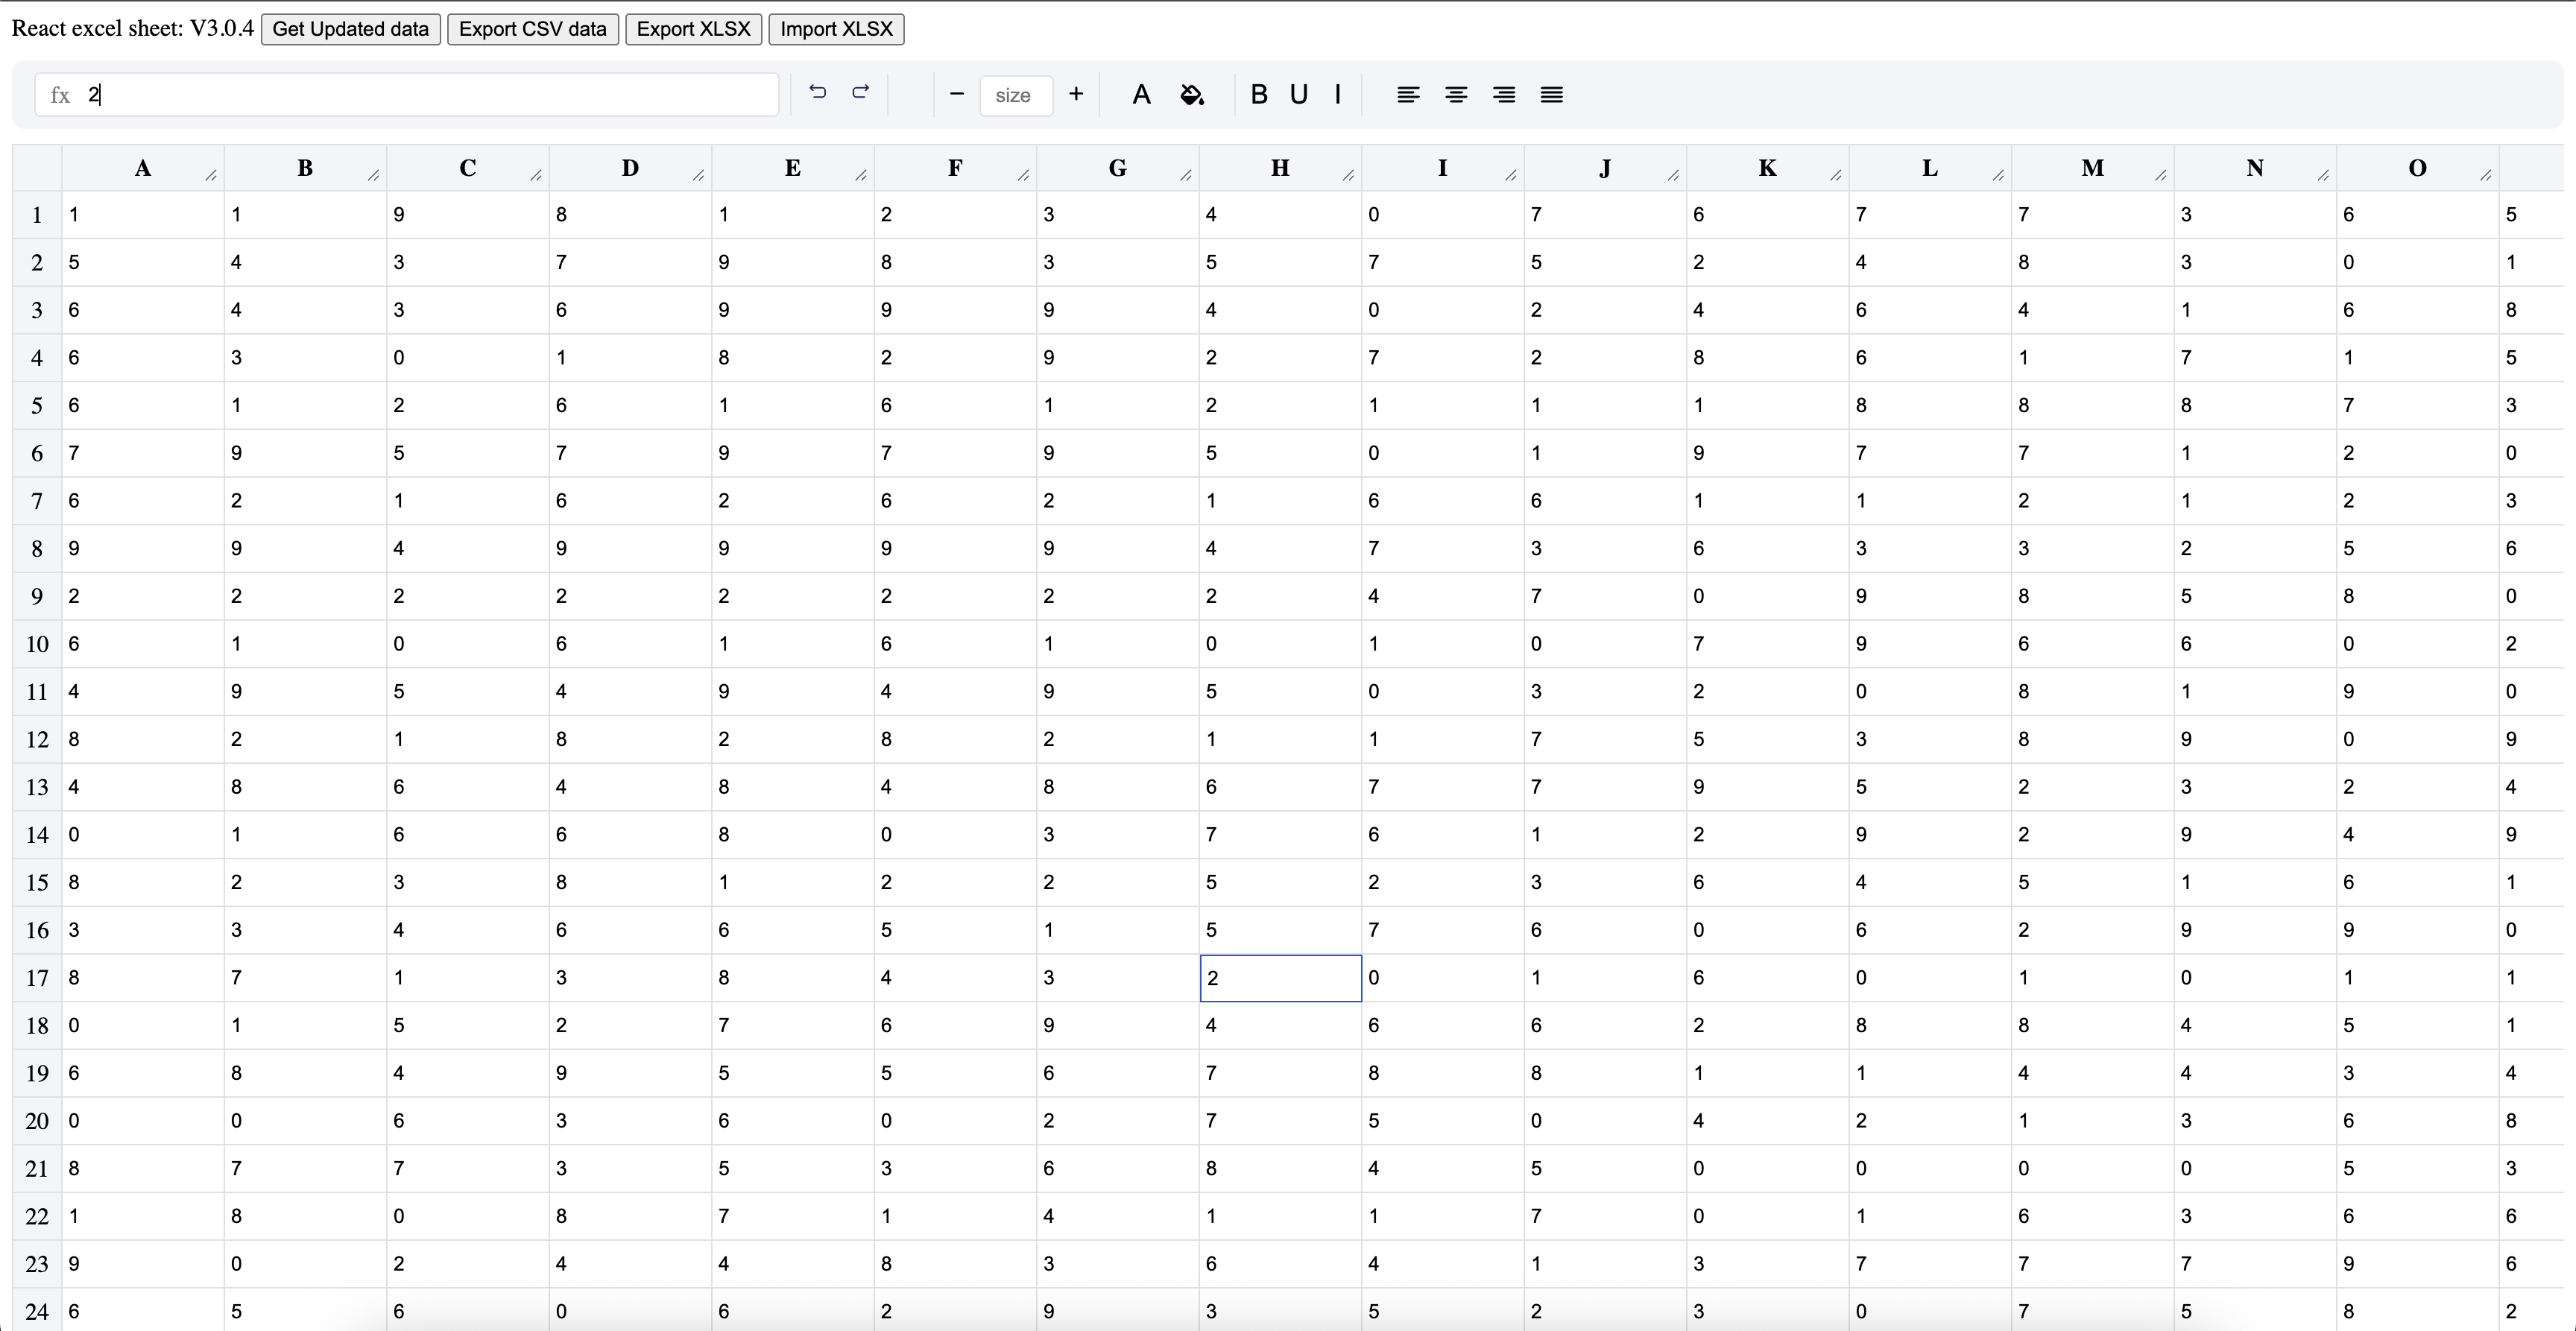 React excel sheet: V3.0.4 Get Updated data Export CSV data Export XLSX Import XLSX
fx 2 − size + A B U I
A B C D E F G H I J K L M N O
1 1 1 9 8 1 2 3 4 0 7 6 7 7 3 6 5
2 5 4 3 7 9 8 3 5 7 5 2 4 8 3 0 1
3 6 4 3 6 9 9 9 4 0 2 4 6 4 1 6 8
4 6 3 0 1 8 2 9 2 7 2 8 6 1 7 1 5
5 6 1 2 6 1 6 1 2 1 1 1 8 8 8 7 3
6 7 9 5 7 9 7 9 5 0 1 9 7 7 1 2 0
7 6 2 1 6 2 6 2 1 6 6 1 1 2 1 2 3
8 9 9 4 9 9 9 9 4 7 3 6 3 3 2 5 6
9 2 2 2 2 2 2 2 2 4 7 0 9 8 5 8 0
10 6 1 0 6 1 6 1 0 1 0 7 9 6 6 0 2
11 4 9 5 4 9 4 9 5 0 3 2 0 8 1 9 0
12 8 2 1 8 2 8 2 1 1 7 5 3 8 9 0 9
13 4 8 6 4 8 4 8 6 7 7 9 5 2 3 2 4
14 0 1 6 6 8 0 3 7 6 1 2 9 2 9 4 9
15 8 2 3 8 1 2 2 5 2 3 6 4 5 1 6 1
16 3 3 4 6 6 5 1 5 7 6 0 6 2 9 9 0
17 8 7 1 3 8 4 3 2 0 1 6 0 1 0 1 1
18 0 1 5 2 7 6 9 4 6 6 2 8 8 4 5 1
19 6 8 4 9 5 5 6 7 8 8 1 1 4 4 3 4
20 0 0 6 3 6 0 2 7 5 0 4 2 1 3 6 8
21 8 7 7 3 5 3 6 8 4 5 0 0 0 0 5 3
22 1 8 0 8 7 1 4 1 1 7 0 1 6 3 6 6
23 9 0 2 4 4 8 3 6 4 1 3 7 7 7 9 6
24 6 5 6 0 6 2 9 3 5 2 3 0 7 5 8 2